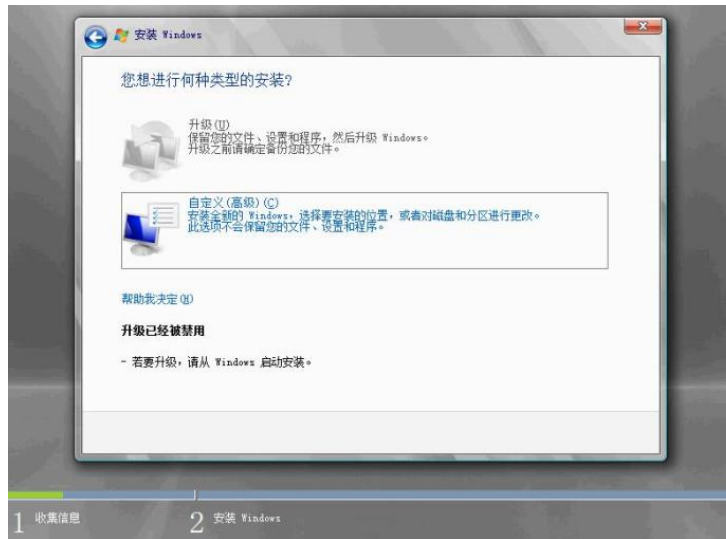 安装 Windows
您想进行何种类型的安装?
升级(U)
保留您的文件、设置和程序，然后升级 Windows。
升级之前请确定备份您的文件。
自定义(高级)(C)
安装全新的 Windows，选择要安装的位置，或者对磁盘和分区进行更改。
此选项不会保留您的文件、设置和程序。
帮助我决定(H)
升级已经被禁用
- 若要升级，请从 Windows 启动安装。
1 收集信息
2 安装 Windows